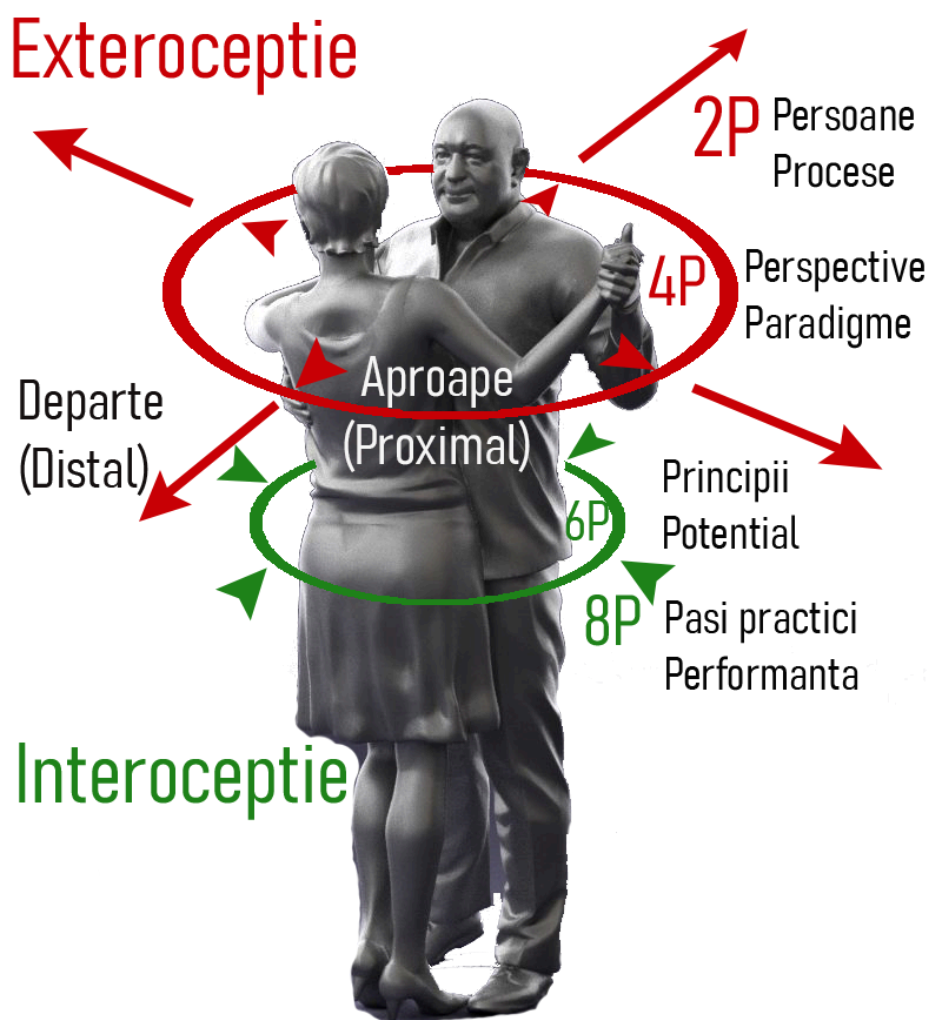 Exteroceptie
2P
Persoane
Procese
4P
Perspective
Paradigme
Aproape
(Proximal)
Departe
(Distal)
6P
Principii
Potential
8P
Pasi practici
Performanta
Interoceptie